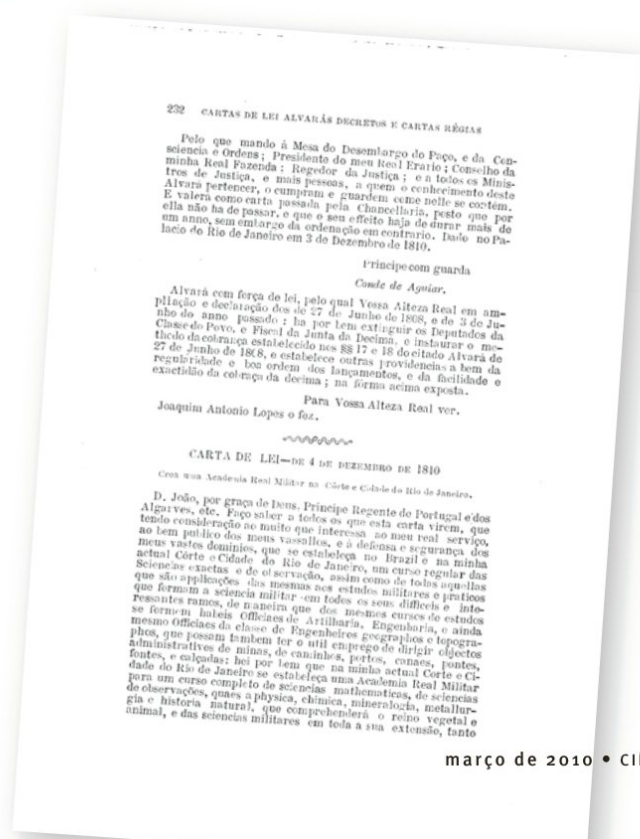 232 CARTAS DE LEI ALVARÁS DECRETOS E CARTAS RÉGIAS
Pelo que mando á Mesa do Desembargo do Paço, e da Con-
sciencia e Ordens; Presidente do meu Real Erario; Conselho da
minha Real Fazenda; Regedor da Justiça; e a todos os Minis-
tros de Justiça, e mais pessoas, a quem o conhecimento deste
Alvará pertencer, o cumpram e guardem como nelle se contém.
E valerá como carta passada pela Chancellaria, posto que por
ella não ha de passar, e que o seu effeito haja de durar mais de
um anno, sem embargo da ordenação em contrario. Dado no Pa-
lacio do Rio de Janeiro em 3 de Dezembro de 1810.
Principe com guarda
Conde de Aguiar.
Alvará com força de lei, pelo qual Vossa Alteza Real em am-
pliação e declaração dos de 27 de Junho de 1808, e de 3 de Ju-
nho do anno passado; ha por bem extinguir os Deputados da
Classe do Povo, e Fiscal da Junta da Decima, e instaurar o me-
thodo da cobrança estabelecido nos §§ 17 e 18 do citado Alvará de
27 de Junho de 1808, e estabelece outras providencias a bem da
regularidade e boa ordem dos lançamentos, e da facilidade e
exactidão da cobraça da decima; na fórma acima exposta.
Para Vossa Alteza Real ver.
Joaquim Antonio Lopes o fez.
CARTA DE LEI—DE 4 DE DEZEMBRO DE 1810
Crea uma Academia Real Militar na Côrte e Cidade do Rio de Janeiro.
D. João, por graça de Deus, Principe Regente de Portugal e dos
Algarves, etc. Faço saber a todos os que esta carta virem, que
tendo consideração ao muito que interessa ao meu real serviço,
ao bem publico dos meus vassallos, e á defensa e segurança dos
meus vastos dominios, que se estabeleça no Brazil e na minha
actual Côrte e Cidade do Rio de Janeiro, um curso regular das
Sciencias exactas e de observação, assim como de todas aquellas
que são applicações das mesmas aos estudos militares e praticos
que formam a sciencia militar em todos os seus difficeis e inte-
ressantes ramos, de maneira que dos mesmos cursos de estudos
se formem habeis Officiaes de Artilharia, Engenharia, e ainda
mesmo Officiaes da classe de Engenheiros geographos e topogra-
phos, que possam tambem ter o util emprego de dirigir objectos
administrativos de minas, de caminhos, portos, canaes, pontes,
fontes, e calçadas: hei por bem que na minha actual Corte e Ci-
dade do Rio de Janeiro se estabeleça uma Academia Real Militar
para um curso completo de sciencias mathematicas, de sciencias
de observações, quaes a physica, chimica, mineralogia, metallur-
gia e historia natural, que comprehenderá o reino vegetal e
animal, e das sciencias militares em toda a sua extensão, tanto
março de 2010 • CI